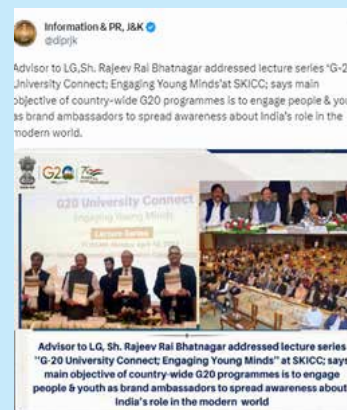 Information & PR, J&K
@diprjk
Advisor to LG,Sh. Rajeev Rai Bhatnagar addressed lecture series 'G-2
University Connect; Engaging Young Minds'at SKICC; says main
objective of country-wide G20 programmes is to engage people & you
as brand ambassadors to spread awareness about India's role in the
modern world.
G20
G20 University Connect
Engaging Young Minds
Lecture Series
Advisor to LG, Sh. Rajeev Rai Bhatnagar addressed lecture series
"G-20 University Connect; Engaging Young Minds" at SKICC; says
main objective of country-wide G20 programmes is to engage
people & youth as brand ambassadors to spread awareness about
India's role in the modern world